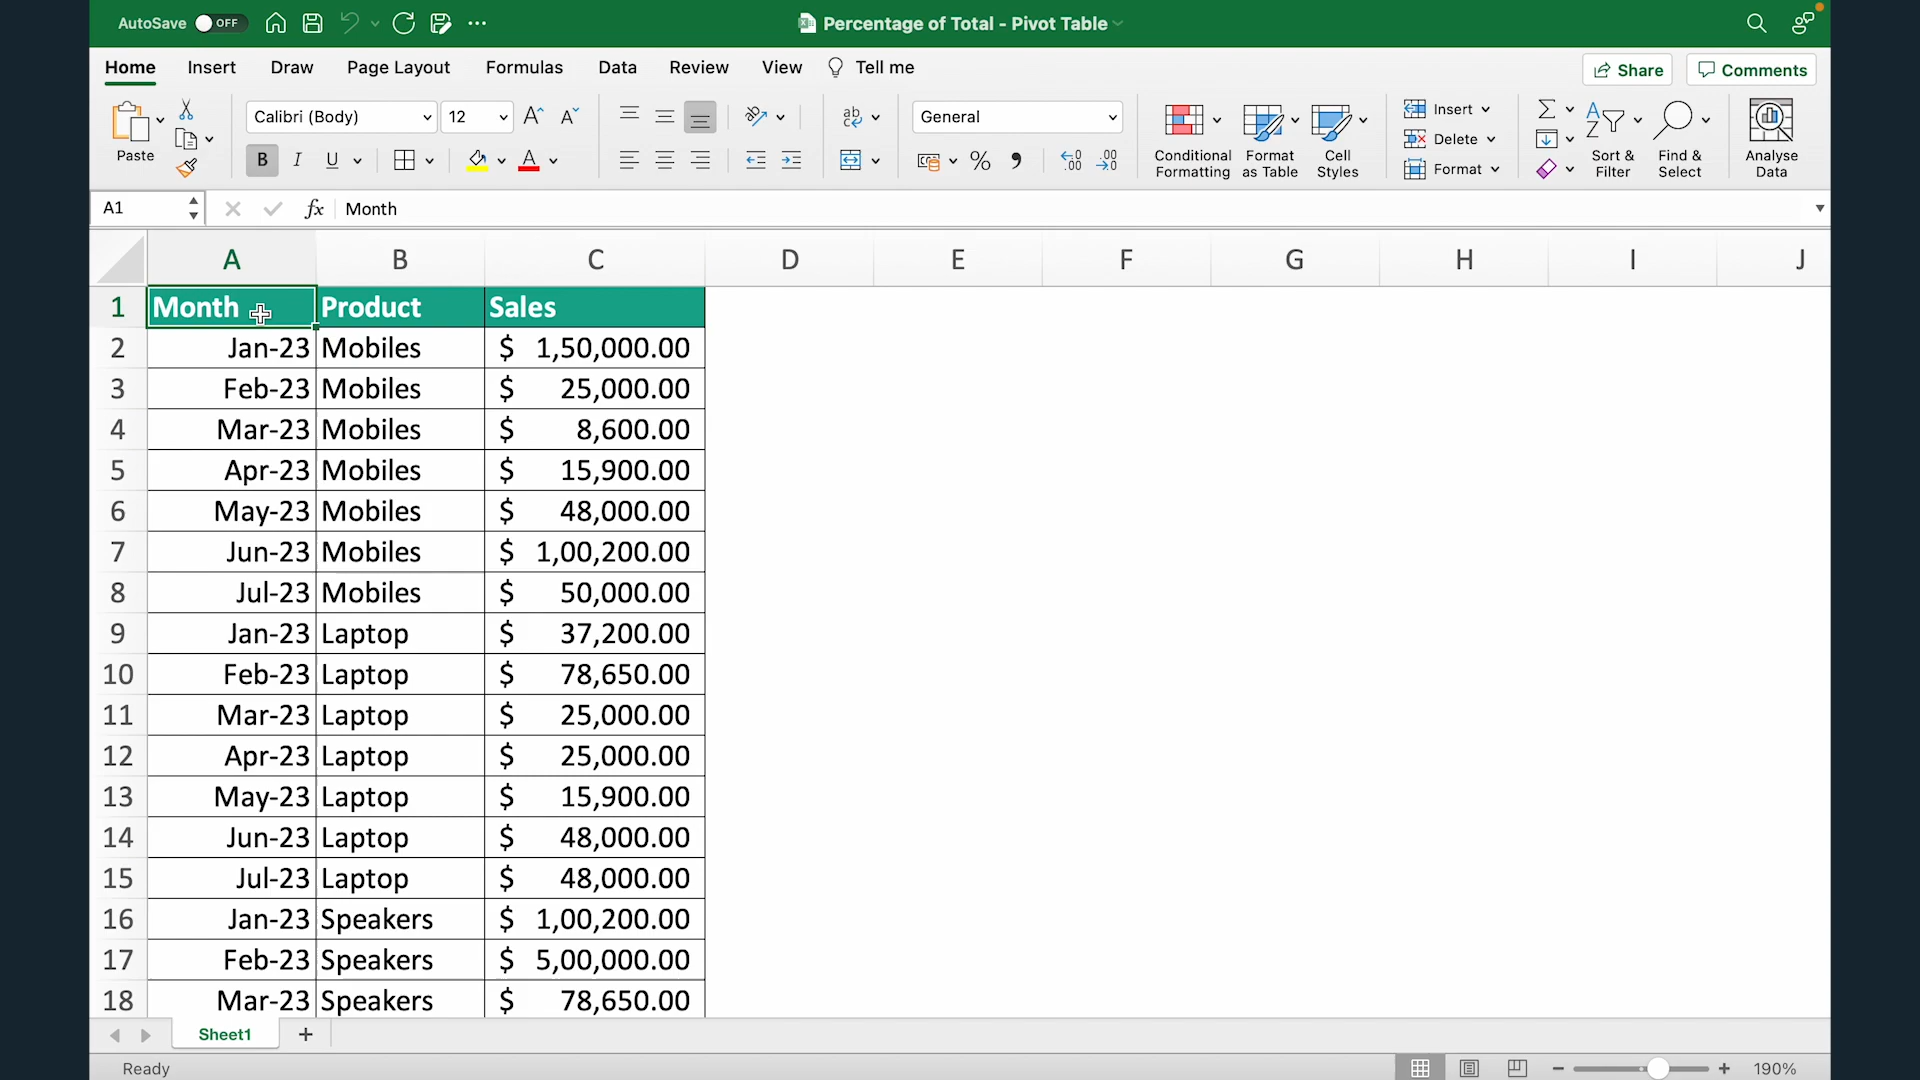 AutoSave OFF Percentage of Total - Pivot Table
Home Insert Draw Page Layout Formulas Data Review View Tell me Share Comments
Paste Calibri (Body) 12 General Conditional Formatting Format as Table Cell Styles Insert Delete Format Sort & Filter Find & Select Analyse Data
B I U % 
A1 fx Month
A B C D E F G H I J
1 Month Product Sales
2 Jan-23 Mobiles $ 1,50,000.00
3 Feb-23 Mobiles $ 25,000.00
4 Mar-23 Mobiles $ 8,600.00
5 Apr-23 Mobiles $ 15,900.00
6 May-23 Mobiles $ 48,000.00
7 Jun-23 Mobiles $ 1,00,200.00
8 Jul-23 Mobiles $ 50,000.00
9 Jan-23 Laptop $ 37,200.00
10 Feb-23 Laptop $ 78,650.00
11 Mar-23 Laptop $ 25,000.00
12 Apr-23 Laptop $ 25,000.00
13 May-23 Laptop $ 15,900.00
14 Jun-23 Laptop $ 48,000.00
15 Jul-23 Laptop $ 48,000.00
16 Jan-23 Speakers $ 1,00,200.00
17 Feb-23 Speakers $ 5,00,000.00
18 Mar-23 Speakers $ 78,650.00
Sheet1 +
Ready 190%